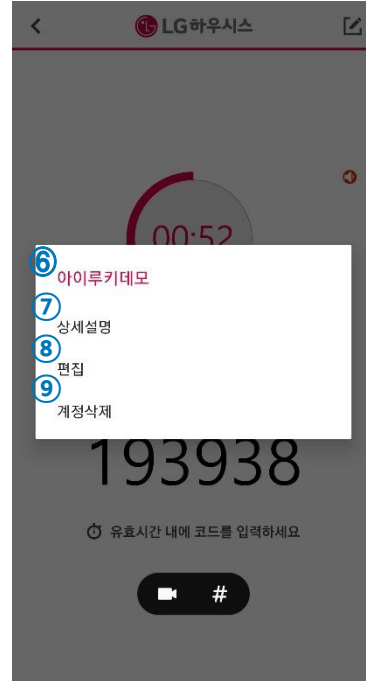 LG하우시스
00:52
⑥
아이루키데모
⑦
상세설명
⑧
편집
⑨
계정삭제
193938
유효시간 내에 코드를 입력하세요
#